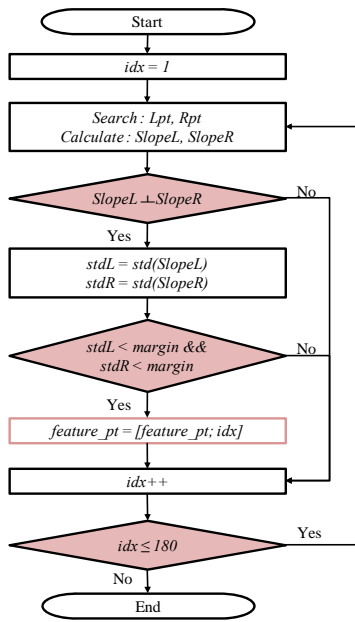 Start
idx = 1
Search : Lpt, Rpt
Calculate : SlopeL, SlopeR
SlopeL ⊥ SlopeR
No
Yes
stdL = std(SlopeL)
stdR = std(SlopeR)
stdL < margin &&
stdR < margin
No
Yes
feature_pt = [feature_pt; idx]
idx++
idx ≤ 180
Yes
No
End